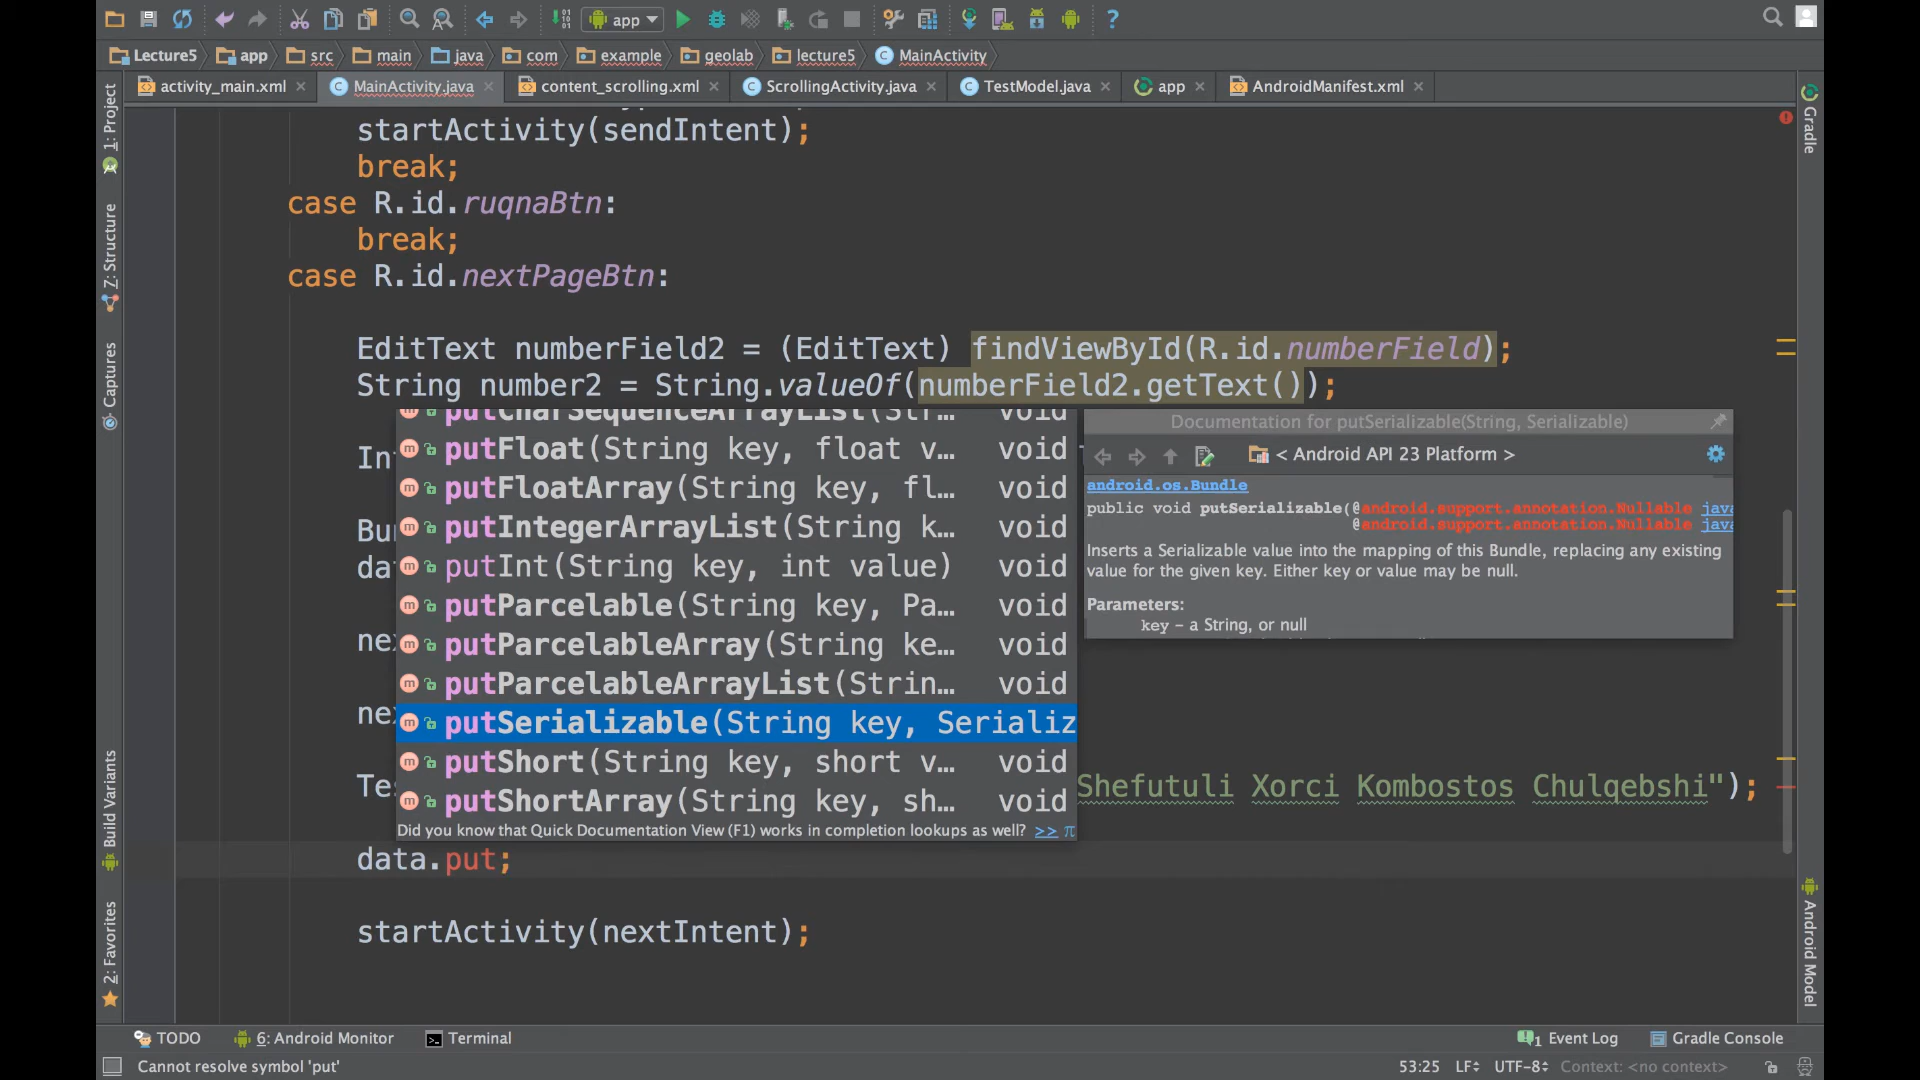 app
?
Lecture5 app src main java com example geolab lecture5 MainActivity
activity_main.xml MainActivity.java content_scrolling.xml ScrollingActivity.java TestModel.java app AndroidManifest.xml
1: Project
7: Structure
Captures
Build Variants
2: Favorites
Gradle
Android Model
startActivity(sendIntent);
break;
case R.id.ruqnaBtn:
break;
case R.id.nextPageBtn:
EditText numberField2 = (EditText) findViewById(R.id.numberField);
String number2 = String.valueOf(numberField2.getText());
putCharSequenceArrayList(Str… void
putFloat(String key, float v… void
putFloatArray(String key, fl… void
putIntegerArrayList(String k… void
putInt(String key, int value) void
putParcelable(String key, Pa… void
putParcelableArray(String ke… void
putParcelableArrayList(Strin… void
putSerializable(String key, Serializ
putShort(String key, short v… void
putShortArray(String key, sh… void
Did you know that Quick Documentation View (F1) works in completion lookups as well? >> π
Documentation for putSerializable(String, Serializable)
< Android API 23 Platform >
android.os.Bundle
public void putSerializable(@android.support.annotation.Nullable java
@android.support.annotation.Nullable java
Inserts a Serializable value into the mapping of this Bundle, replacing any existing
value for the given key. Either key or value may be null.
Parameters:
key – a String, or null
Shefutuli Xorci Kombostos Chulqebshi");
data.put;
startActivity(nextIntent);
TODO 6: Android Monitor Terminal 1 Event Log Gradle Console
Cannot resolve symbol 'put' 53:25 LF UTF-8 Context: <no context>